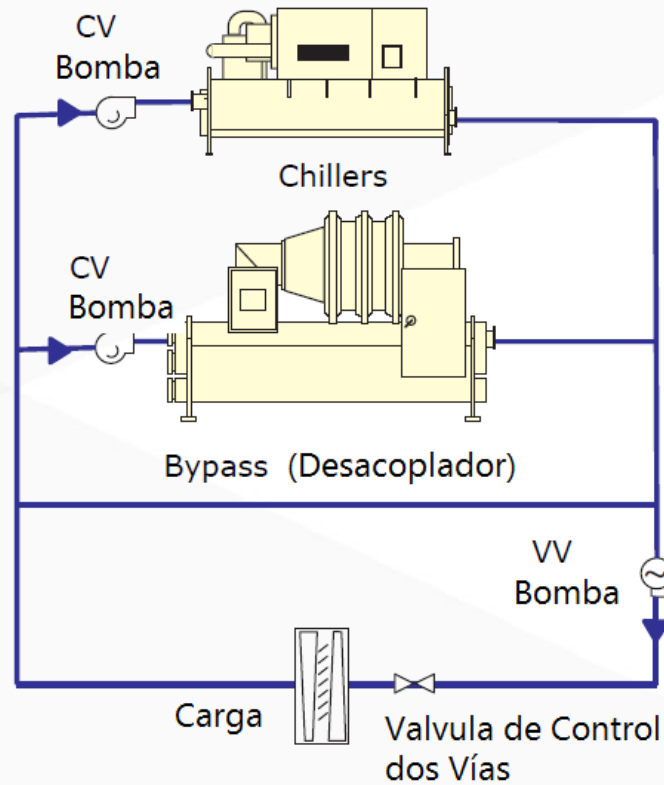 CV
Bomba
Chillers
CV
Bomba
Bypass (Desacoplador)
VV
Bomba
Carga
Valvula de Control
dos Vías